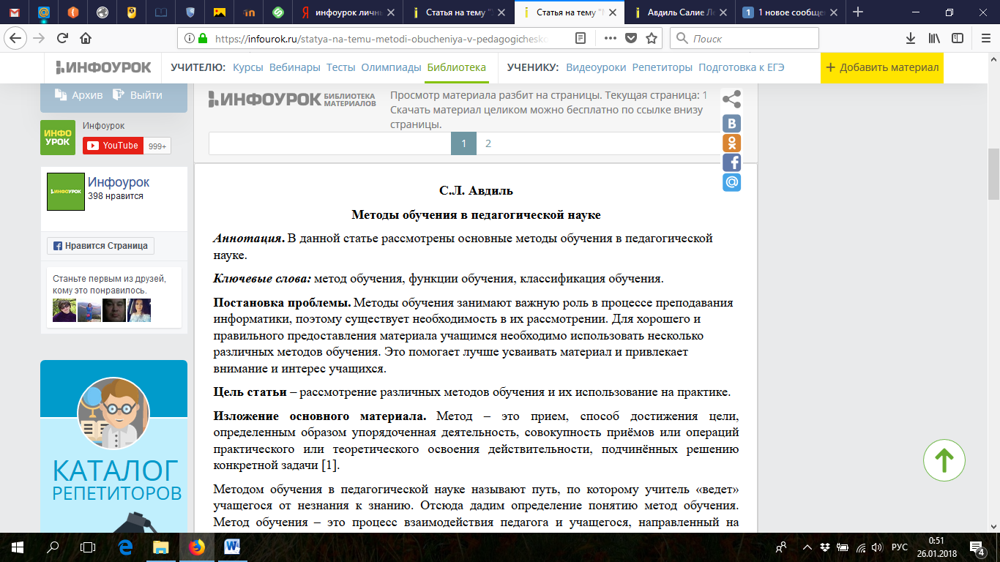 инфоурок личны
Статья на тему "
Статья на тему "
Авдиль Салие Ле
1 новое сообще
https://infourok.ru/statya-na-temu-metodi-obucheniya-v-pedagogichesko
Поиск
ИНФОУРОК
УЧИТЕЛЮ: Курсы Вебинары Тесты Олимпиады Библиотека
УЧЕНИКУ: Видеоуроки Репетиторы Подготовка к ЕГЭ
+ Добавить материал
Архив Выйти
ИНФО
УРОК
Инфоурок
YouTube 999+
ИНФОУРОК
Инфоурок
398 нравится
Нравится Страница
Станьте первым из друзей,
кому это понравилось.
КАТАЛОГ
РЕПЕТИТОРОВ
ИНФОУРОК БИБЛИОТЕКА
МАТЕРИАЛОВ
Просмотр материала разбит на страницы. Текущая страница: 1
Скачать материал целиком можно бесплатно по ссылке внизу
страницы.
1 2
С.Л. Авдиль
Методы обучения в педагогической науке
Аннотация. В данной статье рассмотрены основные методы обучения в педагогической
науке.
Ключевые слова: метод обучения, функции обучения, классификация обучения.
Постановка проблемы. Методы обучения занимают важную роль в процессе преподавания
информатики, поэтому существует необходимость в их рассмотрении. Для хорошего и
правильного предоставления материала учащимся необходимо использовать несколько
различных методов обучения. Это помогает лучше усваивать материал и привлекает
внимание и интерес учащихся.
Цель статьи – рассмотрение различных методов обучения и их использование на практике.
Изложение основного материала. Метод – это прием, способ достижения цели,
определенным образом упорядоченная деятельность, совокупность приёмов или операций
практического или теоретического освоения действительности, подчинённых решению
конкретной задачи [1].
Методом обучения в педагогической науке называют путь, по которому учитель «ведет»
учащегося от незнания к знанию. Отсюда дадим определение понятию метод обучения.
Метод обучения – это процесс взаимодействия педагога и учащегося, направленный на
РУС
0:51
26.01.2018
4